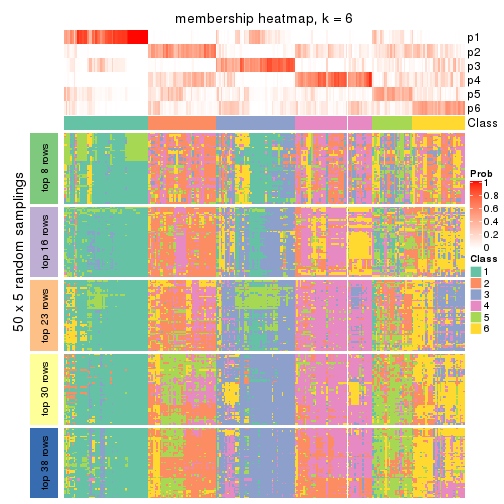 membership heatmap, k = 6
p1
p2
p3
p4
p5
p6
Class
50 x 5 random samplings
top 8 rows
top 16 rows
top 23 rows
top 30 rows
top 38 rows
Prob
1
0.8
0.6
0.4
0.2
0
Class
1
2
3
4
5
6